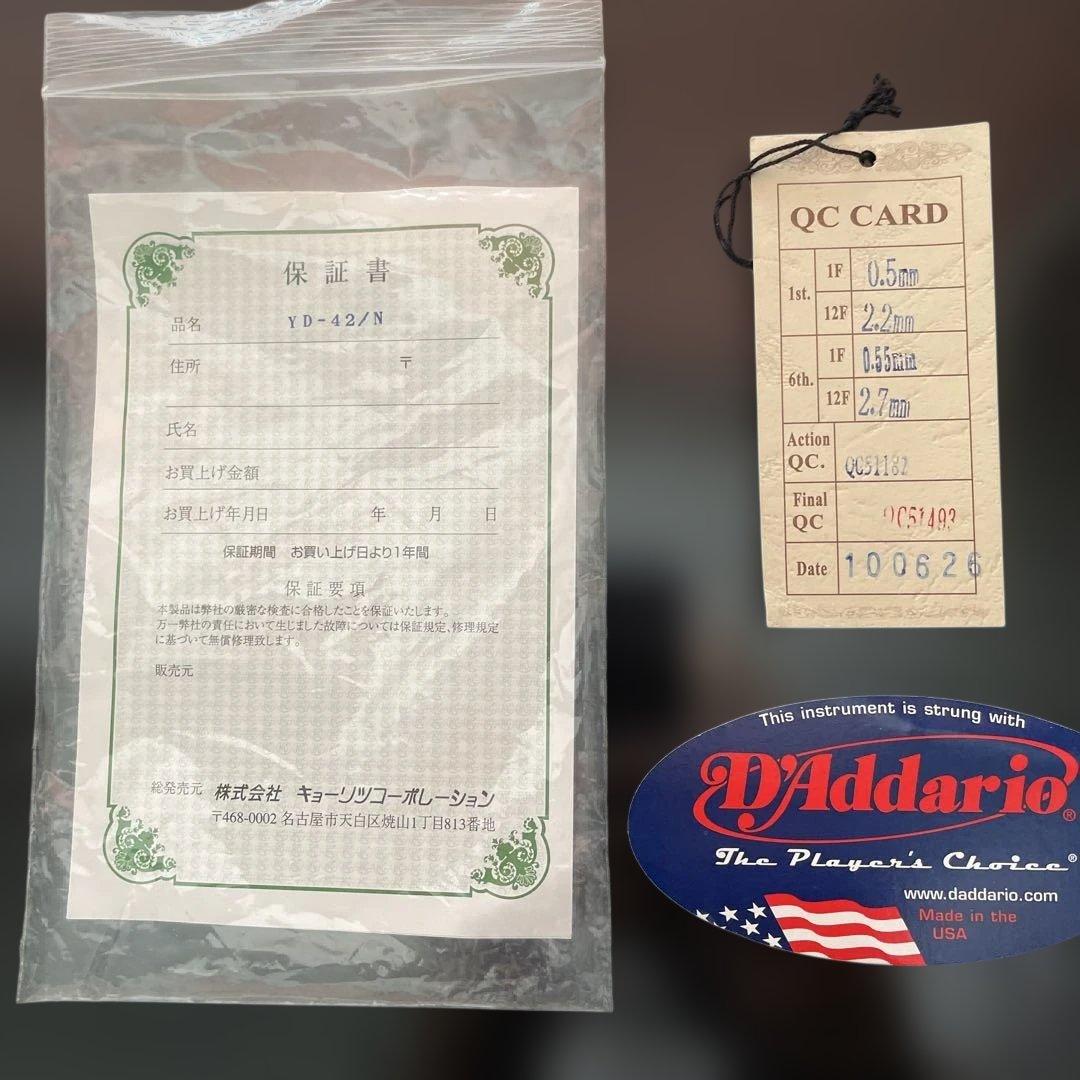 保証書
品名 YD-42/N
住所 〒
氏名
お買上げ金額
お買上げ年月日 年 月 日
保証期間 お買い上げ日より1年間
保証要項
本製品は弊社の厳密な検査に合格したことを保証いたします。
万一弊社の責任において生じました故障については保証規定、修理規定
に基づいて無償修理致します。
販売元
総発売元 株式会社 キョーリツコーポレーション
〒468-0002 名古屋市天白区焼山1丁目813番地
QC CARD
1st. 1F 0.5mm
12F 2.2mm
6th. 1F 0.55mm
12F 2.7mm
Action QC. QC51182
Final QC QC51493
Date 100626
This instrument is strung with
D'Addario®
The Player's Choice®
www.daddario.com
Made in the
USA